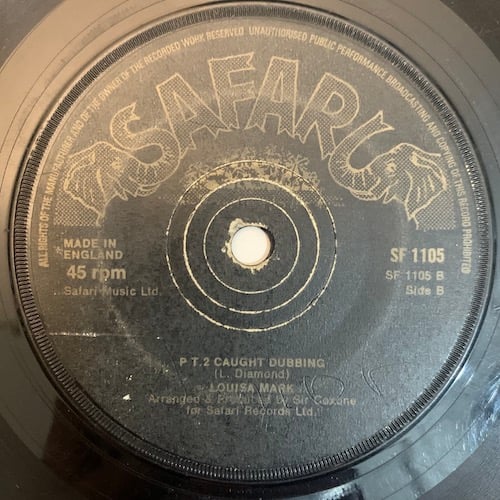 ALL RIGHTS OF THE MANUFACTURER AND OF THE OWNER OF THE RECORDED WORK RESERVED UNAUTHORISED PUBLIC PERFORMANCE BROADCASTING AND COPYING OF THIS RECORD PROHIBITED
SAFARI
MADE IN
ENGLAND
45 rpm
Safari Music Ltd.
SF 1105
SF 1105 B
Side B
P T.2 CAUGHT DUBBING
(L. Diamond)
LOUISA MARK
Arranged & Produced by Sir Coxone
for Safari Records Ltd.